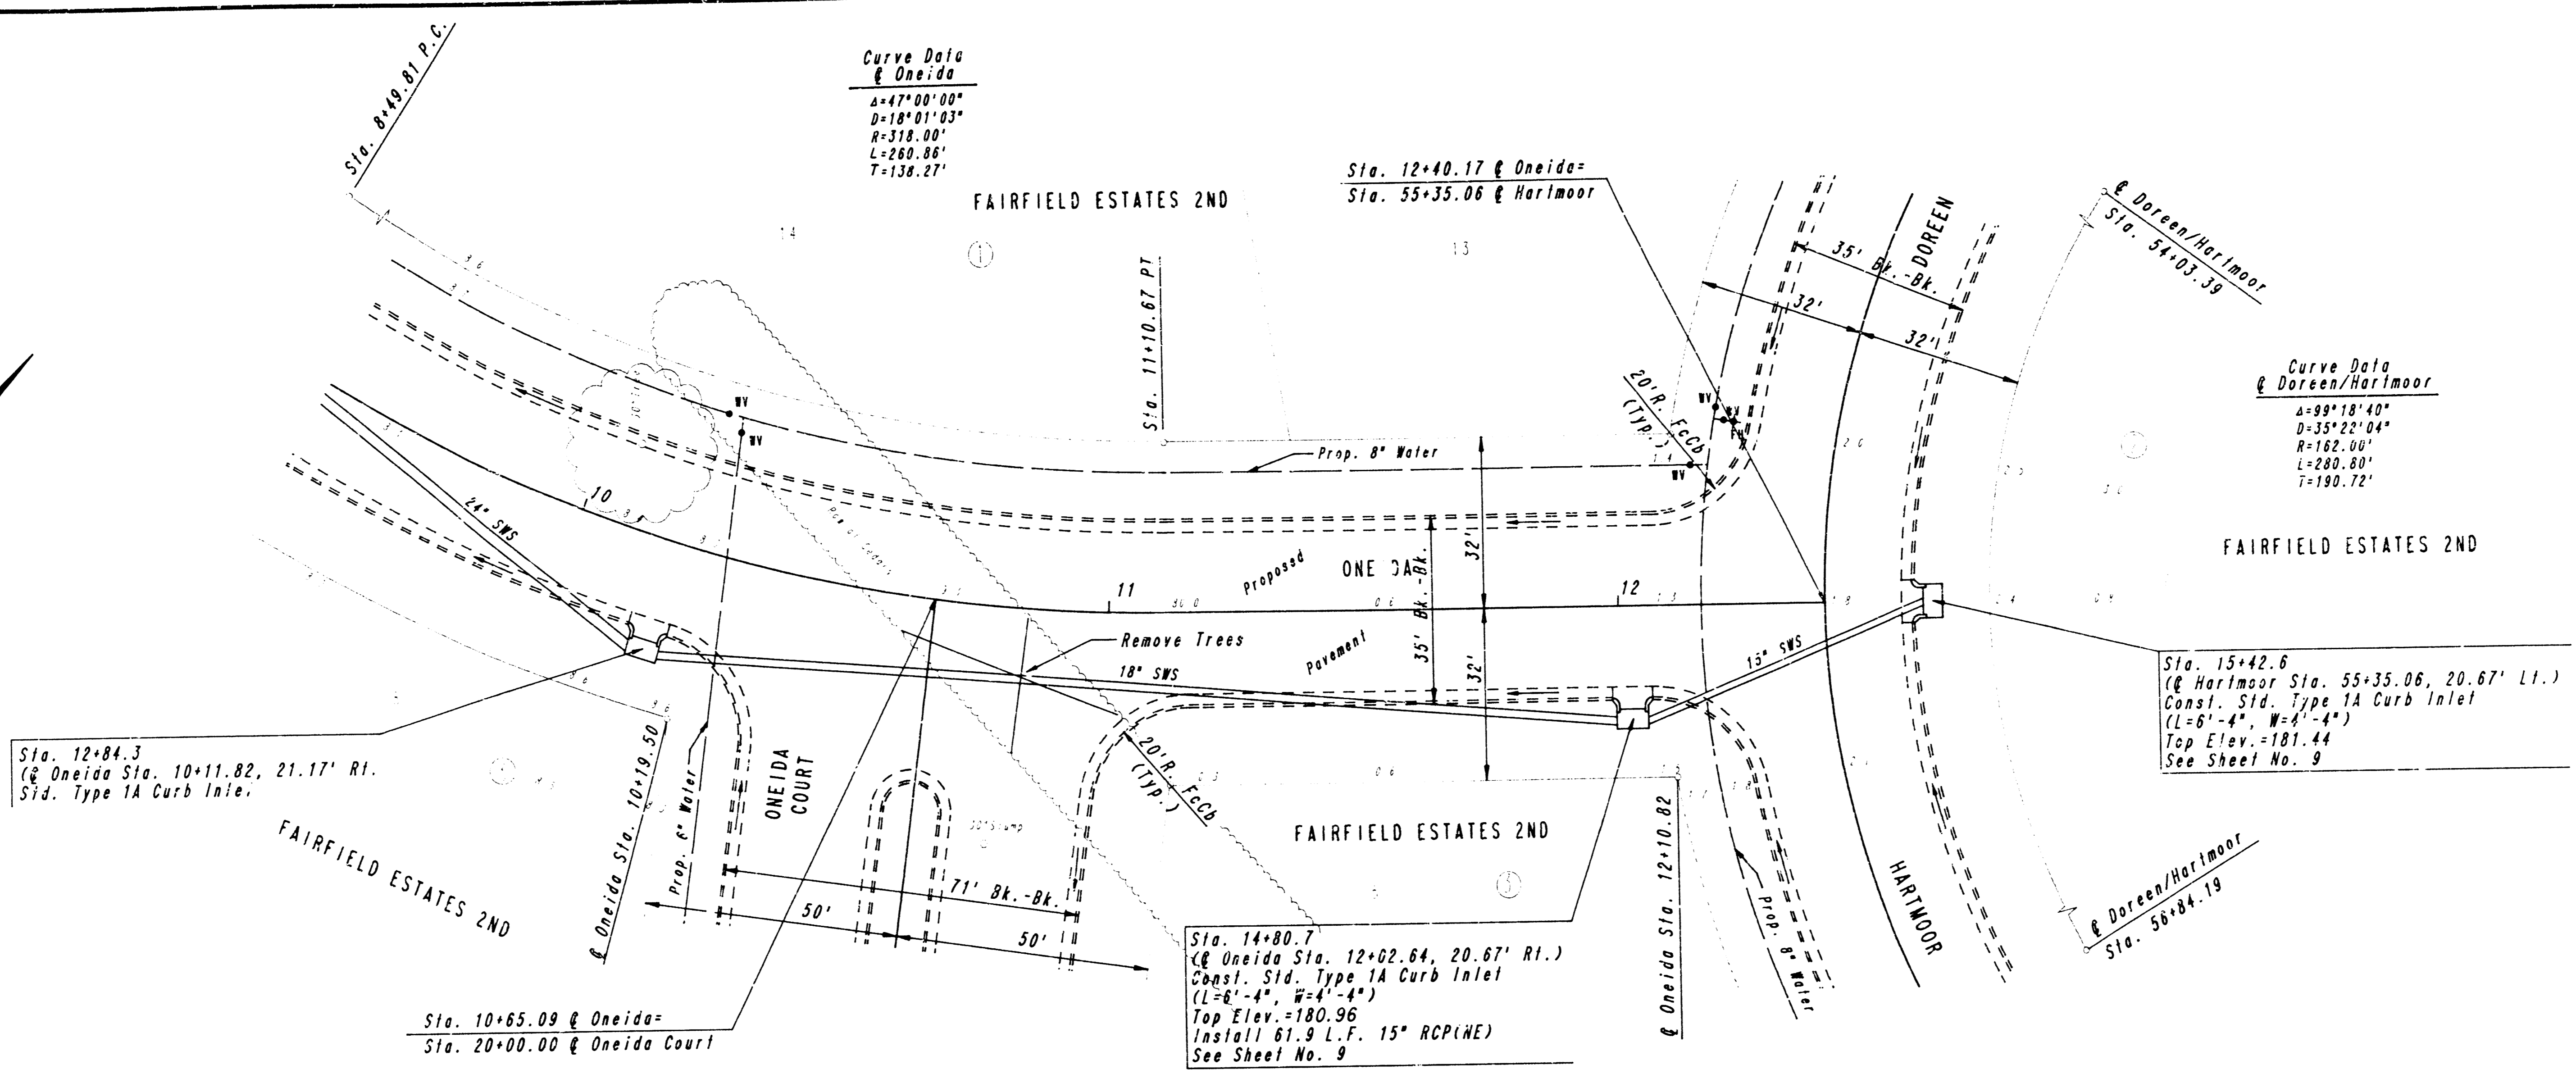 Sta. 8+49.81 P.C.
Curve Data
℄ Oneida
Δ=47°00'00"
D=18°01'03"
R=318.00'
L=260.86'
T=138.27'
FAIRFIELD ESTATES 2ND
14
1
13
Sta. 11+10.67 PT
Sta. 12+40.17 ℄ Oneida=
Sta. 55+35.06 ℄ Hartmoor
DOREEN
35' Bk.-Bk.
32'
32'
℄ Doreen/Hartmoor
Sta. 54+03.39
Curve Data
℄ Doreen/Hartmoor
Δ=99°18'40"
D=35°22'04"
R=162.00'
L=280.80'
T=190.72'
FAIRFIELD ESTATES 2ND
20'R. FcCb
(Typ.)
WV
WV
WV
WV
Prop. 8" Water
24" SWS
10
11
12
Proposed
Pavement
35' Bk.-Bk.
32'
32'
Remove Trees
18" SWS
15" SWS
Sta. 12+84.3
(℄ Oneida Sta. 10+11.82, 21.17' Rt.
Std. Type 1A Curb
FAIRFIELD ESTATES 2ND
℄ Oneida Sta. 10+19.50
Prop. 6" Water
ONEIDA
COURT
71' Bk.-Bk.
50'
50'
20'R. FcCb
(Typ.)
FAIRFIELD ESTATES 2ND
Sta. 10+65.09 ℄ Oneida=
Sta. 20+00.00 ℄ Oneida Court
Sta. 14+80.7
(℄ Oneida Sta. 12+02.64, 20.67' Rt.)
Const. Std. Type 1A Curb Inlet
(L=6'-4", W=4'-4")
Top Elev.=180.96
Install 61.9 L.F. 15" RCP(NE)
See Sheet No. 9
℄ Oneida Sta. 12+10.82
Prop. 8" Water
HARTMOOR
Sta. 15+42.6
(℄ Hartmoor Sta. 55+35.06, 20.67' Lt.)
Const. Std. Type 1A Curb Inlet
(L=6'-4", W=4'-4")
Top Elev.=181.44
See Sheet No. 9
℄ Doreen/Hartmoor
Sta. 56+84.19